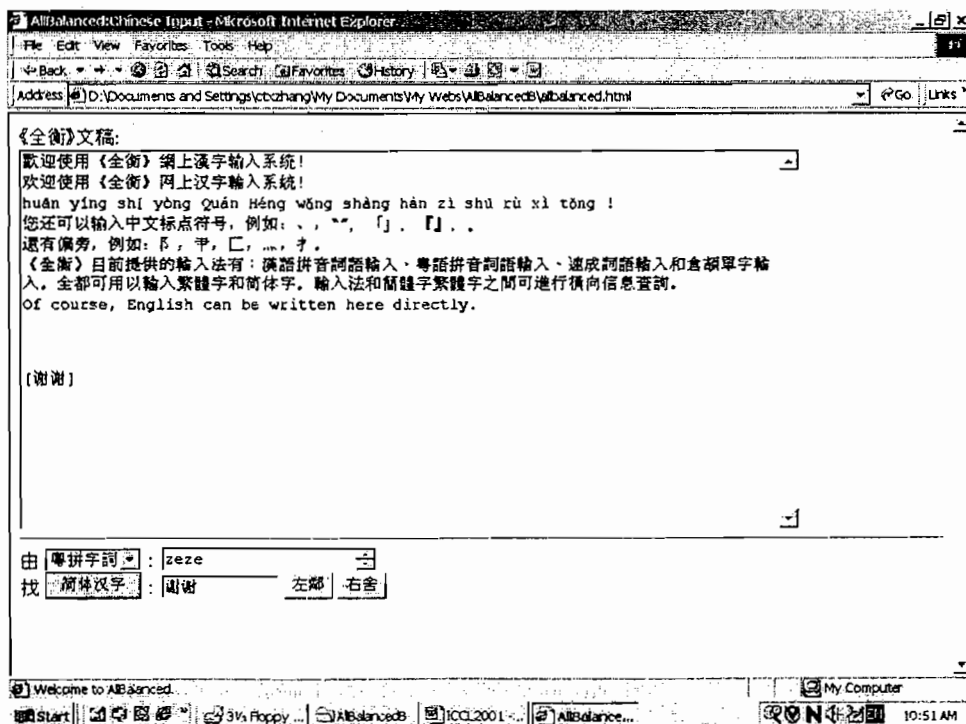 AllBalanced:Chinese Input - Microsoft Internet Explorer
File Edit View Favorites Tools Help
Back Search Favorites History
Address D:\Documents and Settings\ctxzhang\My Documents\My Webs\AllBalancedB\allbalanced.html Go Links
《全衡》文稿:
歡迎使用《全衡》網上漢字輸入系統!
欢迎使用《全衡》网上汉字输入系统!
huān yíng shǐ yòng Quán Héng wǎng shàng hàn zì shū rù xì tǒng !
您还可以输入中文标点符号，例如: 、, “”, 「」, 『』, 。
還有偏旁，例如: 阝, 肀, 匚, 灬, 扌.
《全衡》目前提供的輸入法有：漢語拼音詞語輸入、粵語拼音詞語輸入、速成詞語輸入和倉頡單字輸
入。全都可用以輸入繁體字和简体字。輸入法和簡體字繁體字之間可進行橫向信息查詢。
Of course, English can be written here directly.
[谢谢]
由 粵拼字詞 : zeze
找 简体汉字 : 谢谢 左鄰 右舍
Welcome to AllBalanced. My Computer
Start 3½ Floppy ... AllBalancedB ICCL2001 -... AllBalance... 10:51 AM